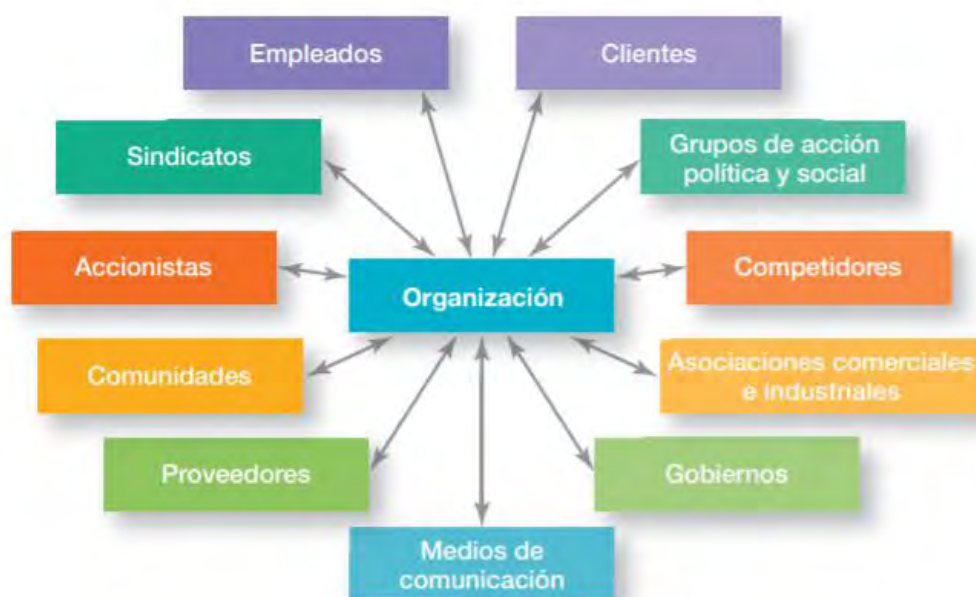 Empleados
Clientes
Sindicatos
Grupos de acción
política y social
Accionistas
Organización
Competidores
Comunidades
Asociaciones comerciales
e industriales
Proveedores
Gobiernos
Medios de
comunicación